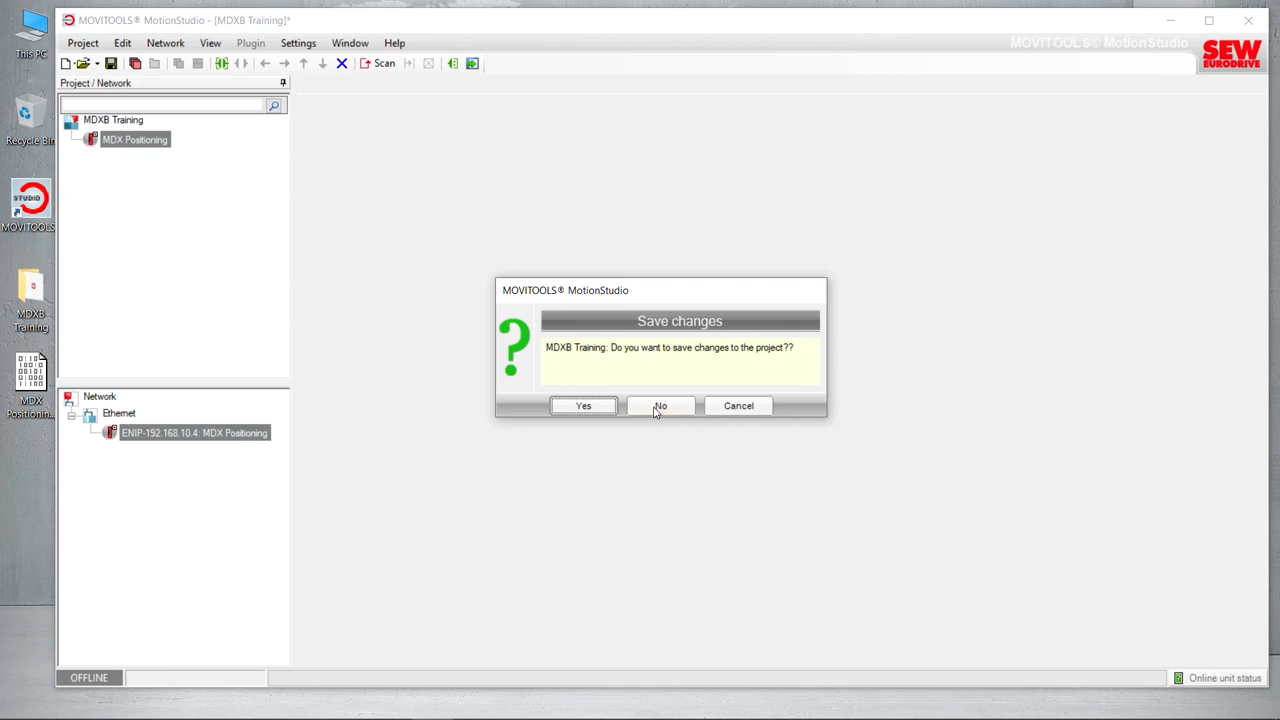 MOVITOOLS® MotionStudio - [MDXB Training]*
This PC
Project Edit Network View Plugin Settings Window Help
MOVITOOLS® MotionStudio
SEW
EURODRIVE
Scan
Project / Network
MDXB Training
Recycle Bin
MDX Positioning
STUDIO
MOVITOOLS
MOVITOOLS® MotionStudio
Save changes
MDXB Training: Do you want to save changes to the project??
MDXB
Training
Yes
No
Cancel
MDX
Positionin...
Network
Ethernet
ENIP-192.168.10.4: MDX Positioning
OFFLINE
Online unit status